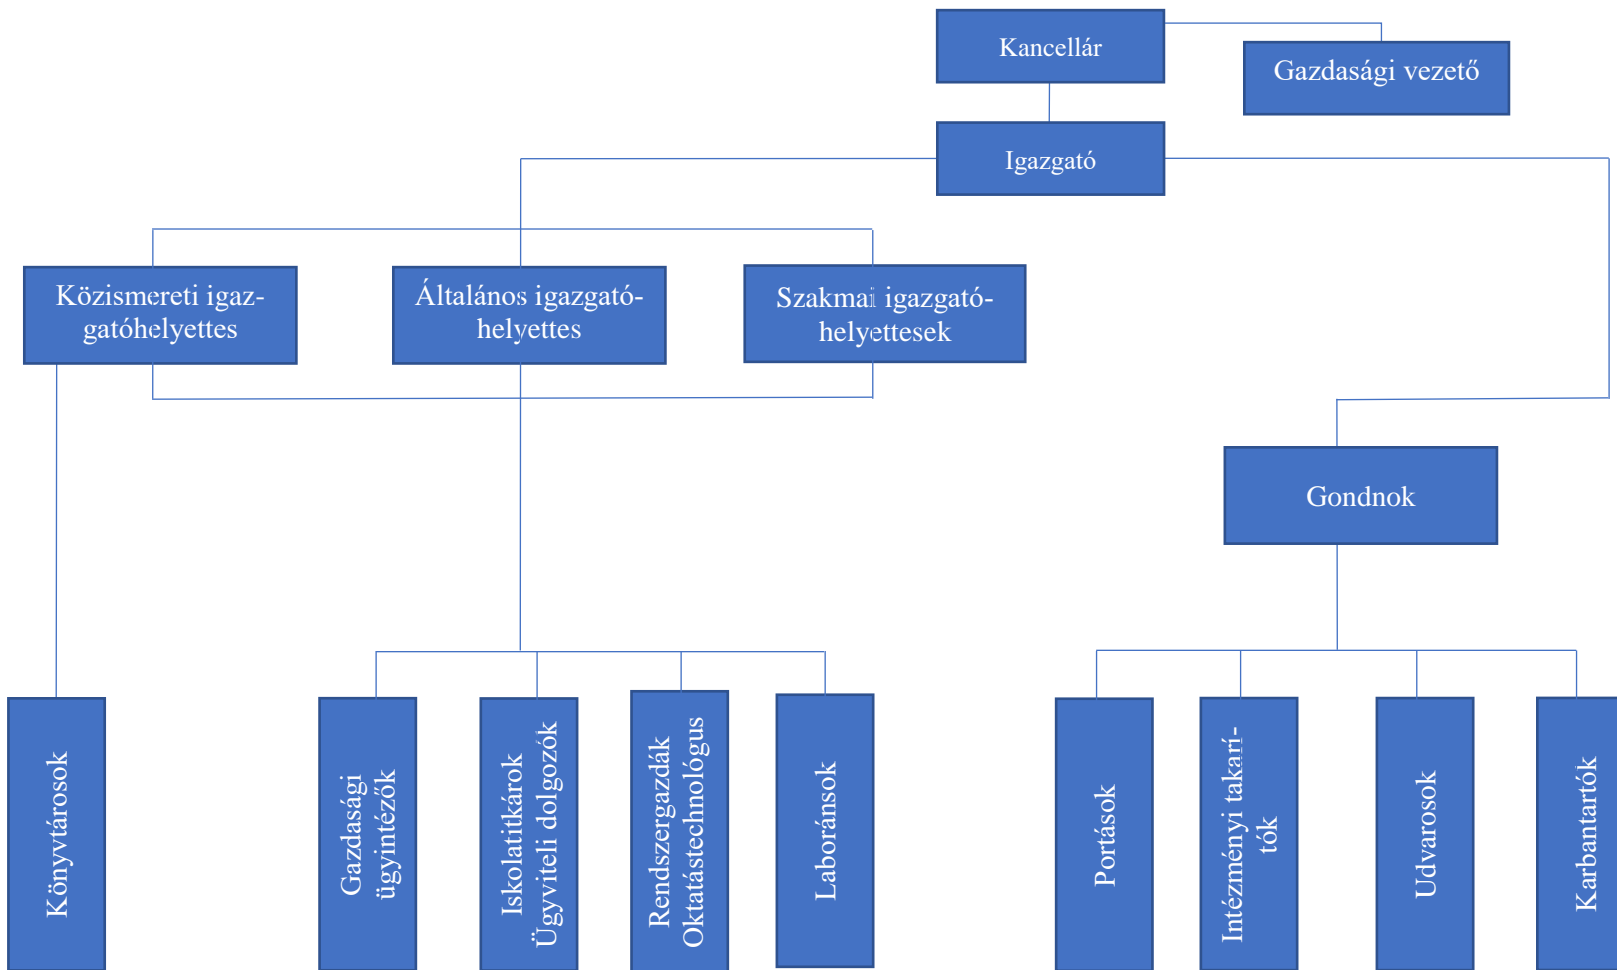 Kancellár
Gazdasági vezető
Igazgató
Közismereti igaz-
gatóhelyettes
Általános igazgató-
helyettes
Szakmai igazgató-
helyettesek
Gondnok
Könyvtárosok
Gazdasági
ügyintézők
Iskolatitkárok
Ügyviteli dolgozók
Rendszergazdák
Oktatástechnológus
Laboránsok
Portások
Intézményi takarí-
tók
Udvarosok
Karbantartók